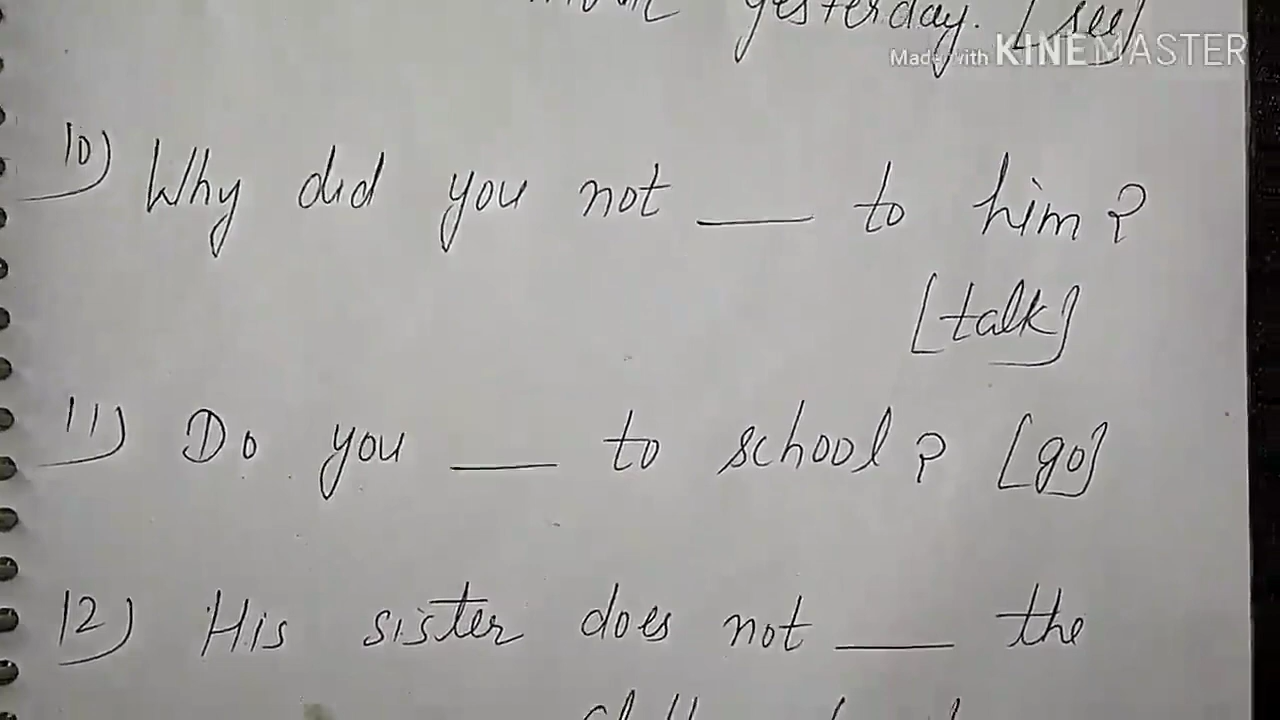 yesterday. [see]
Made with KINEMASTER
10) Why did you not ___ to him?
[talk]
11) Do you ___ to school? [go]
12) His sister does not ___ the